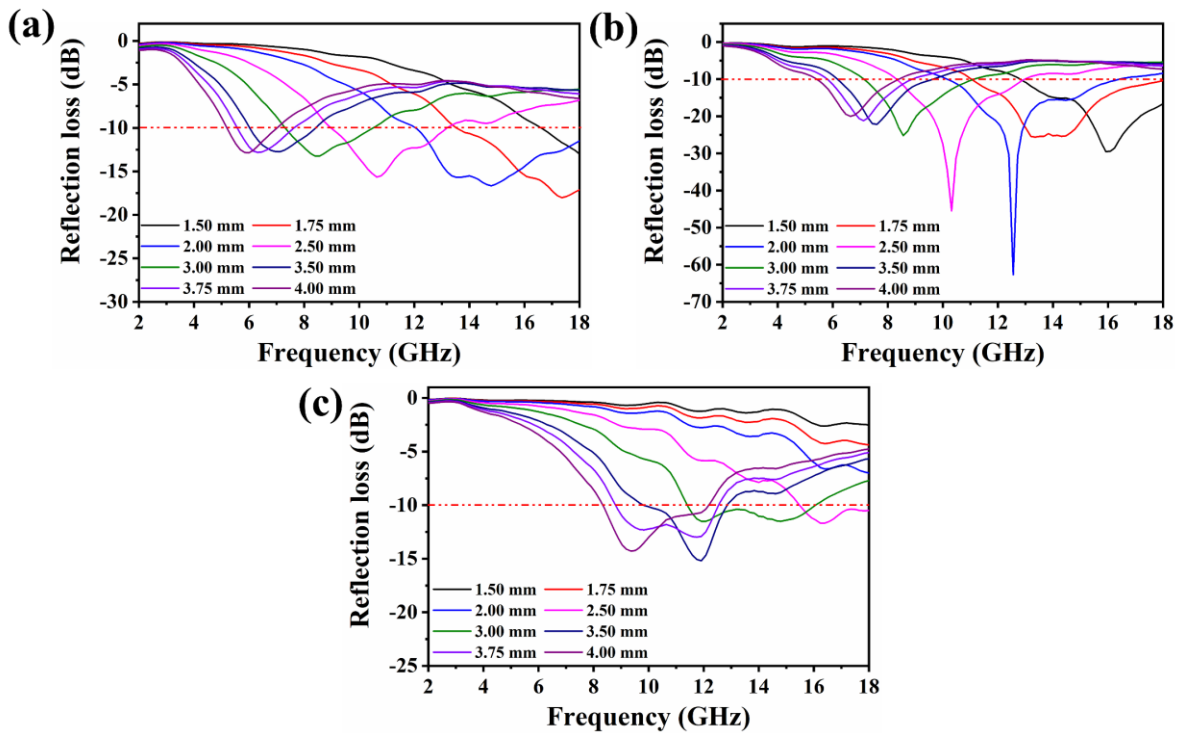 (a)
Reflection loss (dB)
0
-5
-10
-15
-20
-25
-30
1.50 mm 1.75 mm
2.00 mm 2.50 mm
3.00 mm 3.50 mm
3.75 mm 4.00 mm
2 4 6 8 10 12 14 16 18
Frequency (GHz)
(b)
Reflection loss (dB)
0
-10
-20
-30
-40
-50
-60
-70
1.50 mm 1.75 mm
2.00 mm 2.50 mm
3.00 mm 3.50 mm
3.75 mm 4.00 mm
2 4 6 8 10 12 14 16 18
Frequency (GHz)
(c)
Reflection loss (dB)
0
-5
-10
-15
-20
-25
1.50 mm 1.75 mm
2.00 mm 2.50 mm
3.00 mm 3.50 mm
3.75 mm 4.00 mm
2 4 6 8 10 12 14 16 18
Frequency (GHz)